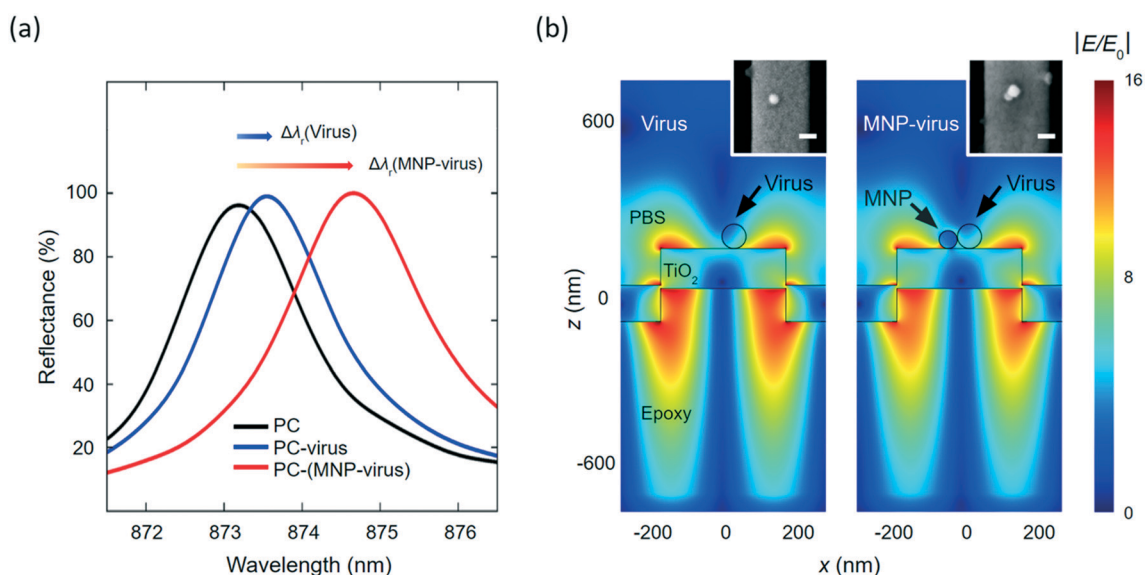 (a)
Δλr(Virus)
Δλr(MNP-virus)
100
80
60
40
20
Reflectance (%)
PC
PC-virus
PC-(MNP-virus)
872
873
874
875
876
Wavelength (nm)
(b)
|E/E0|
16
8
0
600
0
-600
z (nm)
Virus
Virus
PBS
TiO2
Epoxy
-200
0
200
MNP-virus
MNP
Virus
-200
0
200
x (nm)